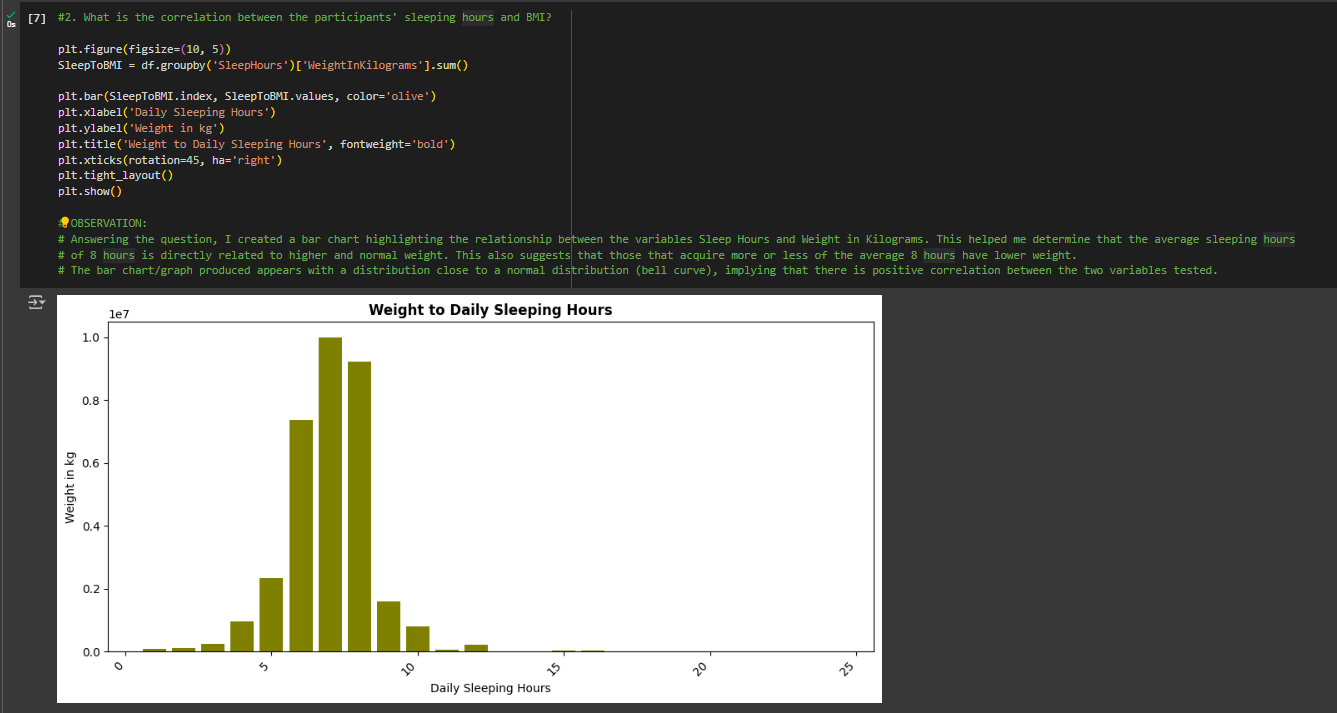 [7] #2. What is the correlation between the participants' sleeping hours and BMI?
0s
plt.figure(figsize=(10, 5))
SleepToBMI = df.groupby('SleepHours')['WeightInKilograms'].sum()
plt.bar(SleepToBMI.index, SleepToBMI.values, color='olive')
plt.xlabel('Daily Sleeping Hours')
plt.ylabel('Weight in kg')
plt.title('Weight to Daily Sleeping Hours', fontweight='bold')
plt.xticks(rotation=45, ha='right')
plt.tight_layout()
plt.show()
OBSERVATION:
# Answering the question, I created a bar chart highlighting the relationship between the variables Sleep Hours and Weight in Kilograms. This helped me determine that the average sleeping hours
# of 8 hours is directly related to higher and normal weight. This also suggests that those that acquire more or less of the average 8 hours have lower weight.
# The bar chart/graph produced appears with a distribution close to a normal distribution (bell curve), implying that there is positive correlation between the two variables tested.
Weight to Daily Sleeping Hours
1e7
1.0
0.8
0.6
0.4
0.2
0.0
Weight in kg
0 5 10 15 20 25
Daily Sleeping Hours